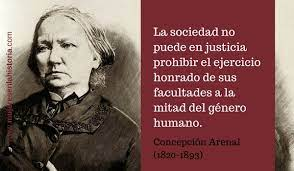 La sociedad no
puede en justicia
prohibir el ejercicio
honrado de sus
facultades a la
mitad del género
humano.
Concepción Arenal
(1820-1893)